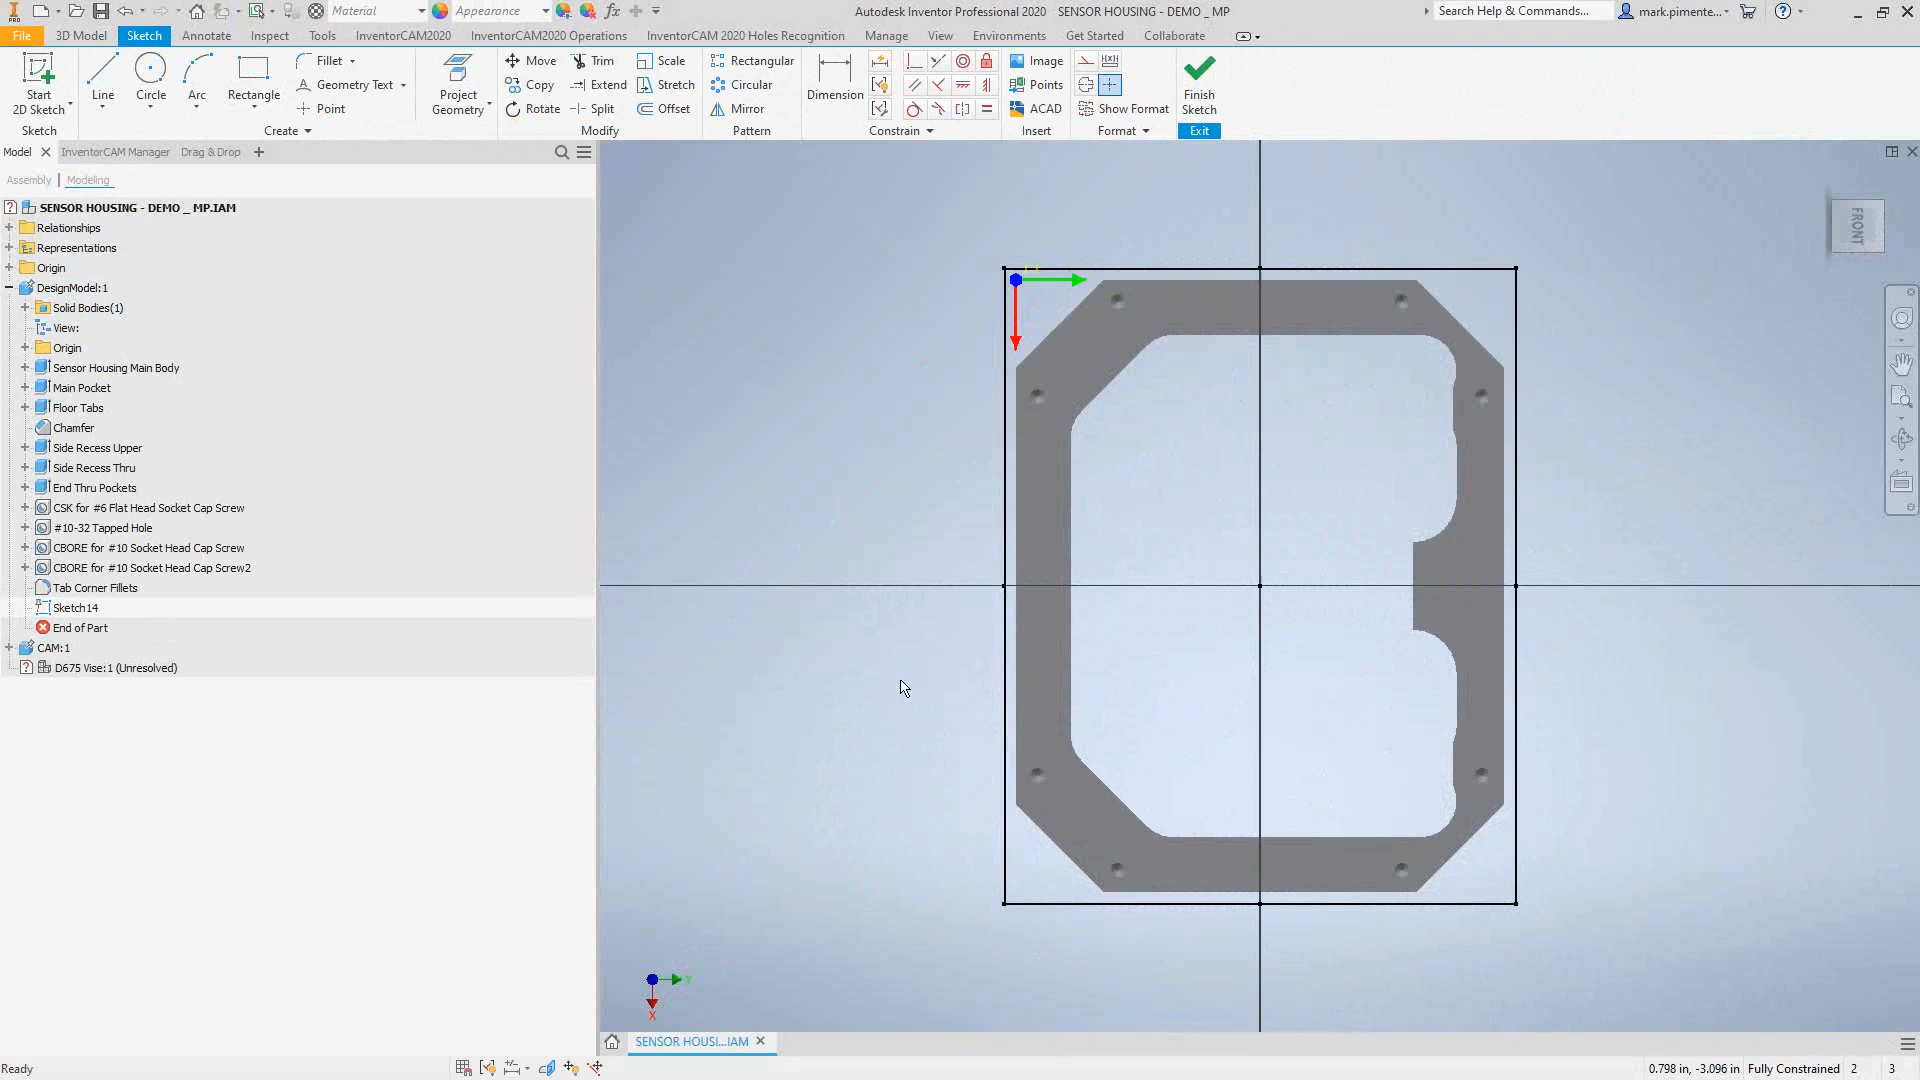 PRO Material Appearance fx Autodesk Inventor Professional 2020 SENSOR HOUSING - DEMO _ MP Search Help & Commands... mark.pimente...
File 3D Model Sketch Annotate Inspect Tools InventorCAM2020 InventorCAM2020 Operations InventorCAM 2020 Holes Recognition Manage View Environments Get Started Collaborate
Fillet Move Trim Scale Rectangular Image
Geometry Text Copy Extend Stretch Circular Points
Start 2D Sketch Line Circle Arc Rectangle Project Geometry Dimension Finish Sketch
Point Rotate Split Offset Mirror ACAD Show Format
Sketch Create Modify Pattern Constrain Insert Format Exit
Model InventorCAM Manager Drag & Drop
Assembly | Modeling
SENSOR HOUSING - DEMO _ MP.IAM
Relationships
Representations
Origin
DesignModel:1
Solid Bodies(1)
View:
Origin
Sensor Housing Main Body
Main Pocket
Floor Tabs
Chamfer
Side Recess Upper
Side Recess Thru
End Thru Pockets
CSK for #6 Flat Head Socket Cap Screw
#10-32 Tapped Hole
CBORE for #10 Socket Head Cap Screw
CBORE for #10 Socket Head Cap Screw2
Tab Corner Fillets
Sketch14
End of Part
CAM:1
D675 Vise:1 (Unresolved)
FRONT
Y
X
SENSOR HOUSI...IAM
Ready 0.798 in, -3.096 in Fully Constrained 2 3